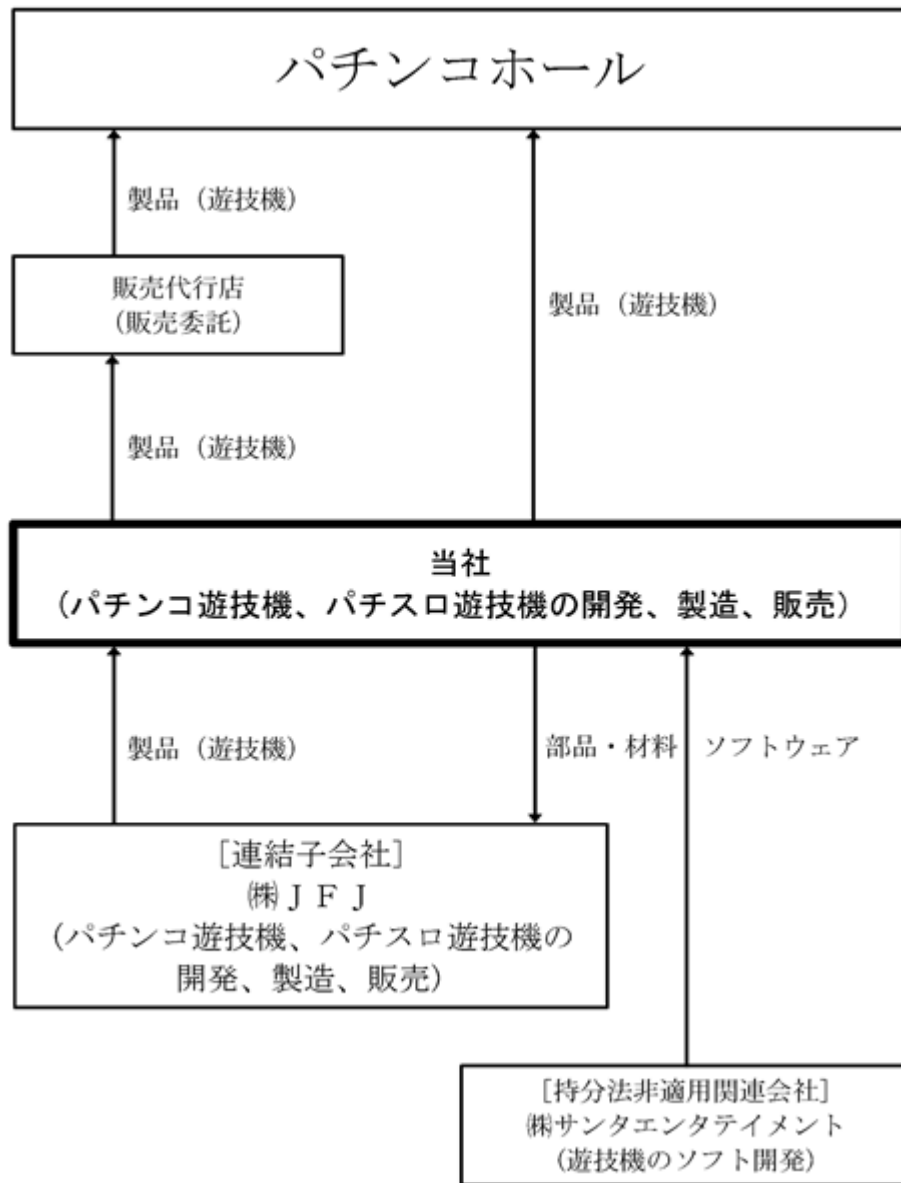 パチンコホール
製品（遊技機）
販売代行店
（販売委託）
製品（遊技機）
製品（遊技機）
当社
（パチンコ遊技機、パチスロ遊技機の開発、製造、販売）
製品（遊技機）
部品・材料
ソフトウェア
［連結子会社］
㈱ＪＦＪ
（パチンコ遊技機、パチスロ遊技機の
開発、製造、販売）
［持分法非適用関連会社］
㈱サンタエンタテイメント
（遊技機のソフト開発）